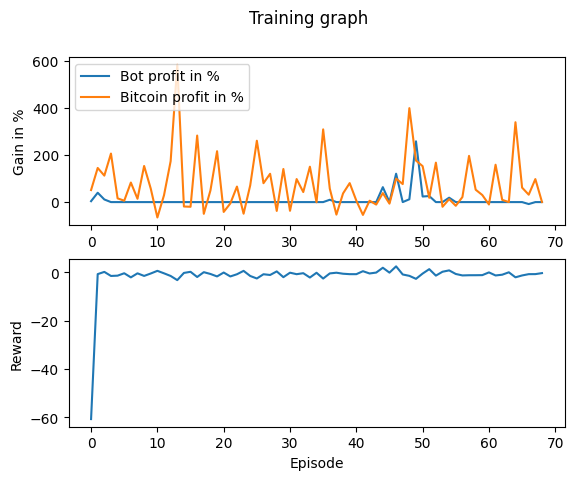 Training graph
Gain in %
600
400
200
0
Bot profit in %
Bitcoin profit in %
0 10 20 30 40 50 60 70
Reward
0
−20
−40
−60
0 10 20 30 40 50 60 70
Episode